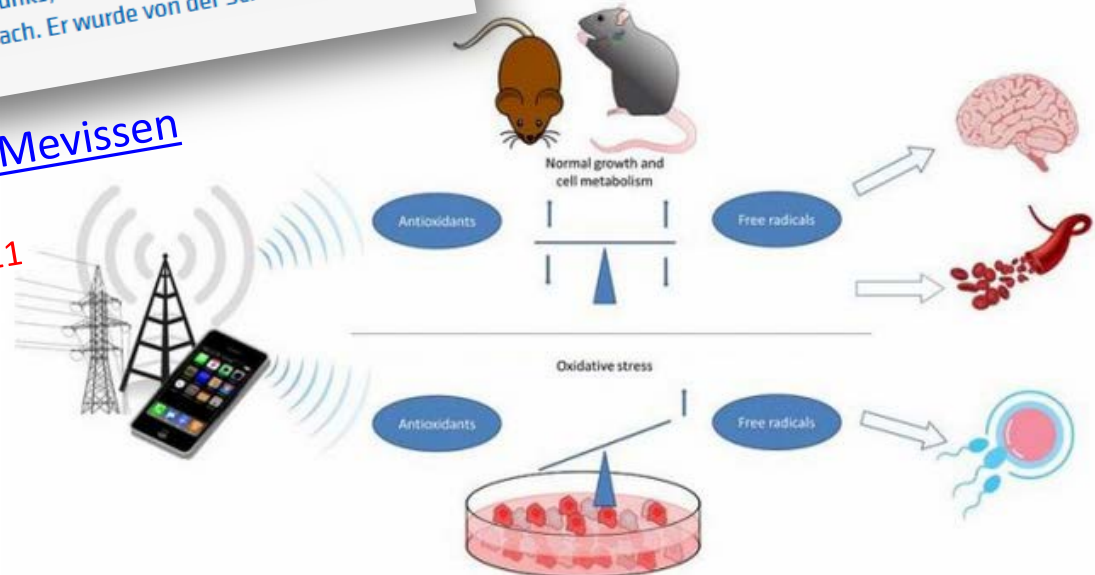 ach. Er wurde von der
Mevissen
Normal growth and
cell metabolism
Antioxidants
Free radicals
Oxidative stress
Antioxidants
Free radicals